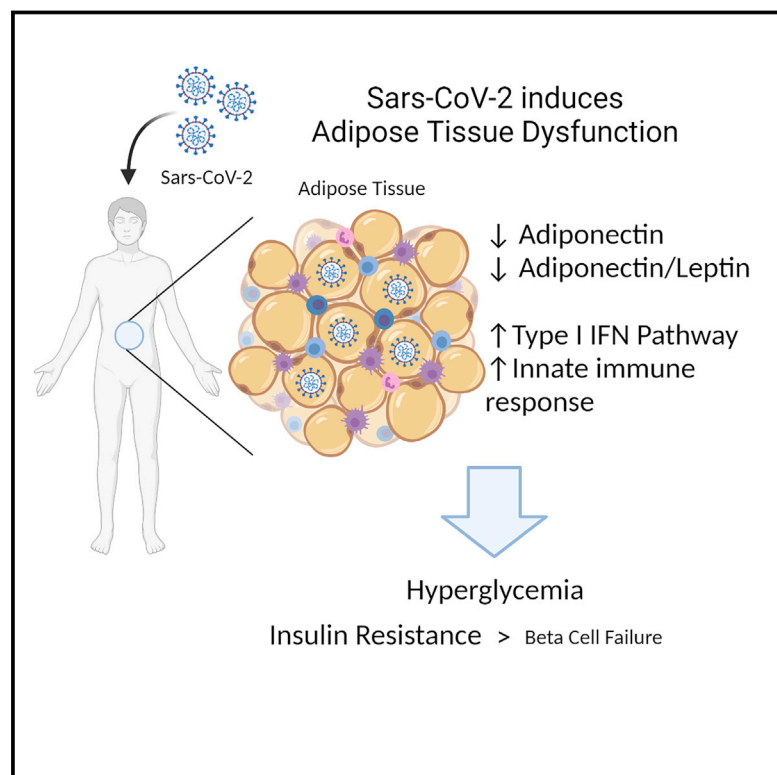 Sars-CoV-2 induces
Adipose Tissue Dysfunction
Sars-CoV-2
Adipose Tissue
↓ Adiponectin
↓ Adiponectin/Leptin
↑ Type I IFN Pathway
↑ Innate immune
response
Hyperglycemia
Insulin Resistance > Beta Cell Failure